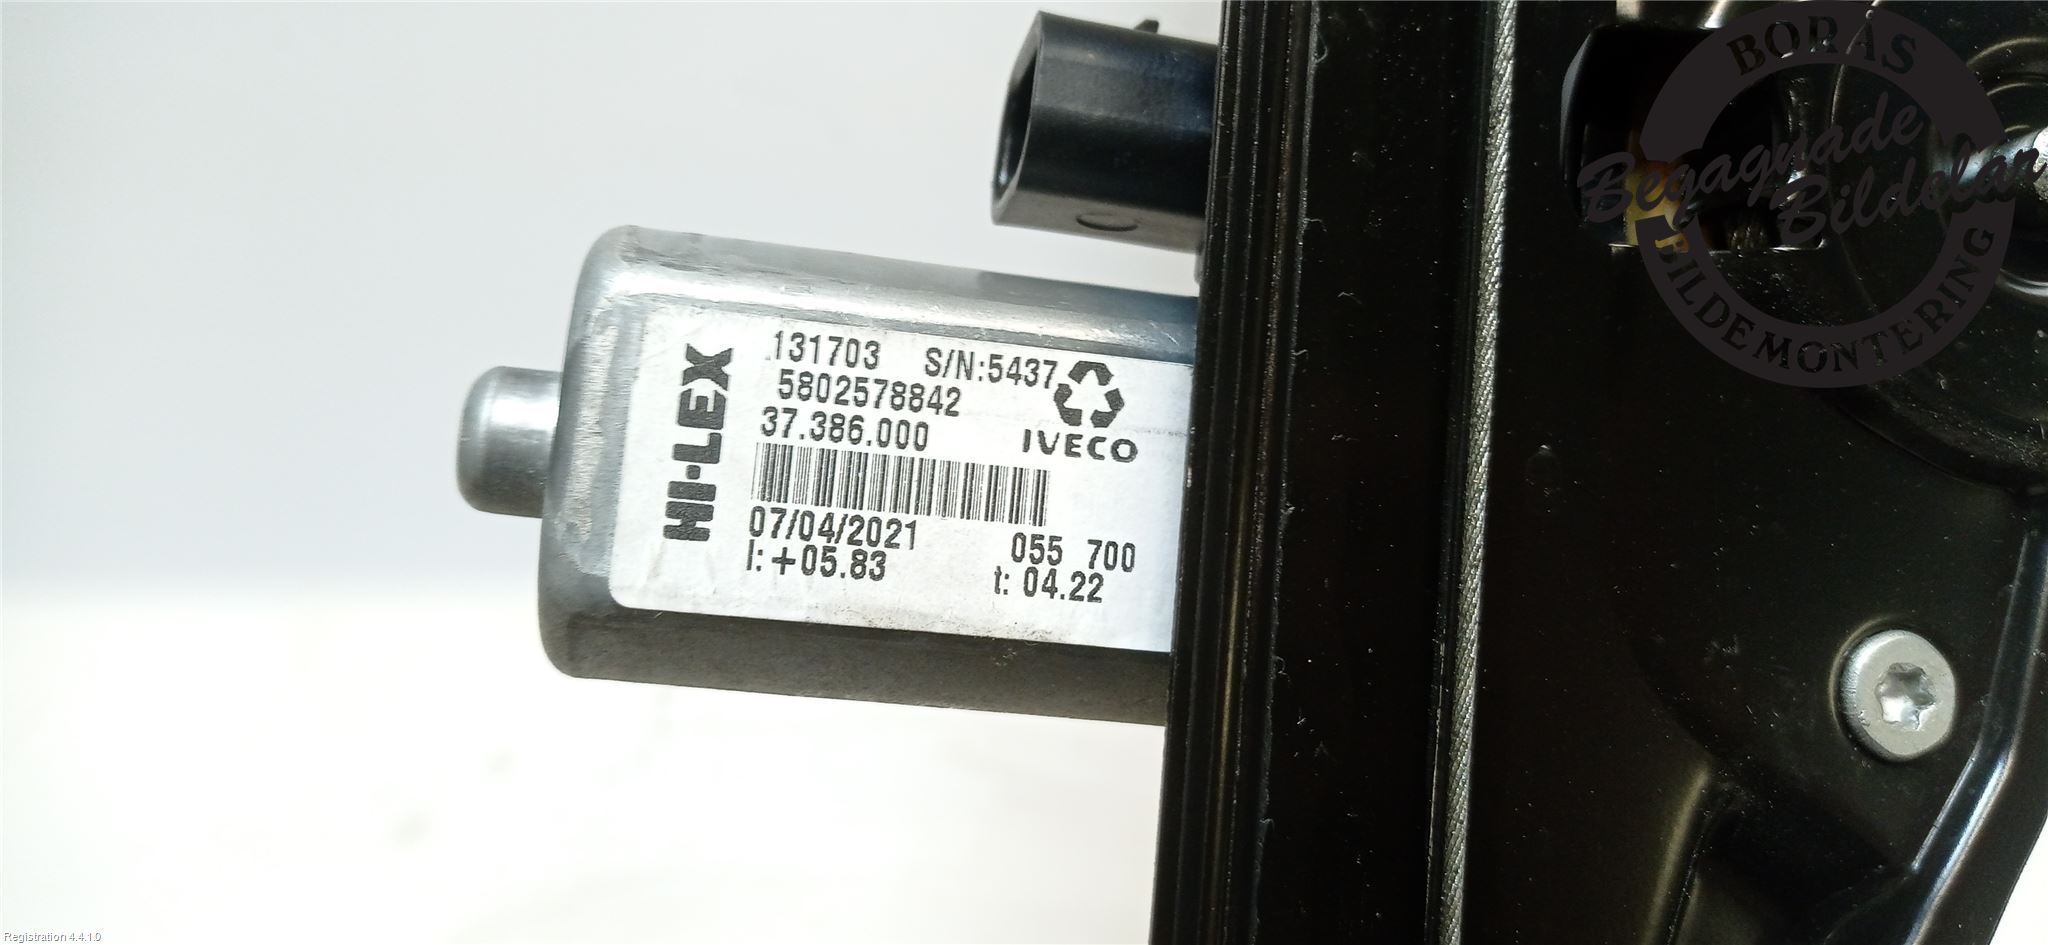 BORÅS
Begagnade
Bildelar
BILDEMONTERING
HI-LEX
131703 S/N:5437
5802578842
37.386.000
IVECO
07/04/2021 055 700
I: +05.83 t: 04.22
Registration 4.4.1.0